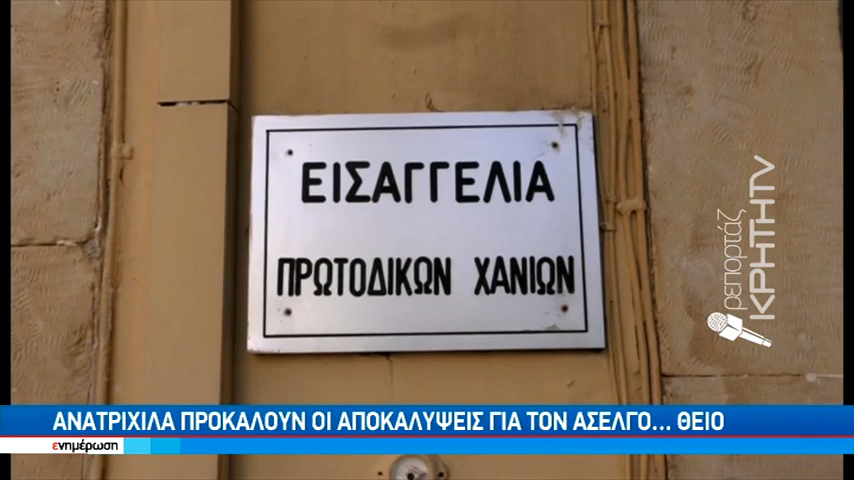 ΕΙΣΑΓΓΕΛΙΑ
ΠΡΩΤΟΔΙΚΩΝ ΧΑΝΙΩΝ
ρεπορτάζ
ΚΡΗΤΗTV
ΑΝΑΤΡΙΧΙΛΑ ΠΡΟΚΑΛΟΥΝ ΟΙ ΑΠΟΚΑΛΥΨΕΙΣ ΓΙΑ ΤΟΝ ΑΣΕΛΓΟ... ΘΕΙΟ
ενημέρωση